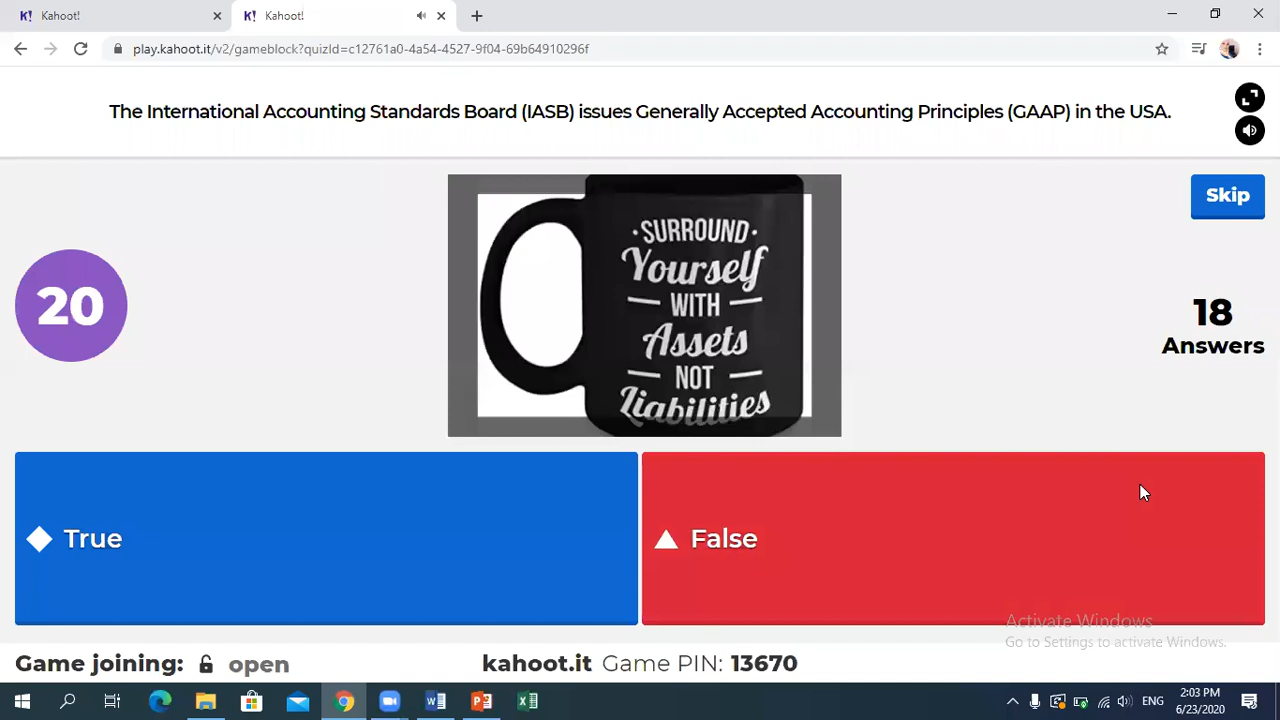 Kahoot!
Kahoot!
play.kahoot.it/v2/gameblock?quizId=c12761a0-4a54-4527-9f04-69b64910296f
The International Accounting Standards Board (IASB) issues Generally Accepted Accounting Principles (GAAP) in the USA.
Skip
20
·SURROUND·
Yourself
WITH
Assets
NOT
Liabilities
18
Answers
True
False
Activate Windows
Go to Settings to activate Windows.
Game joining: open
kahoot.it Game PIN: 13670
ENG
2:03 PM
6/23/2020